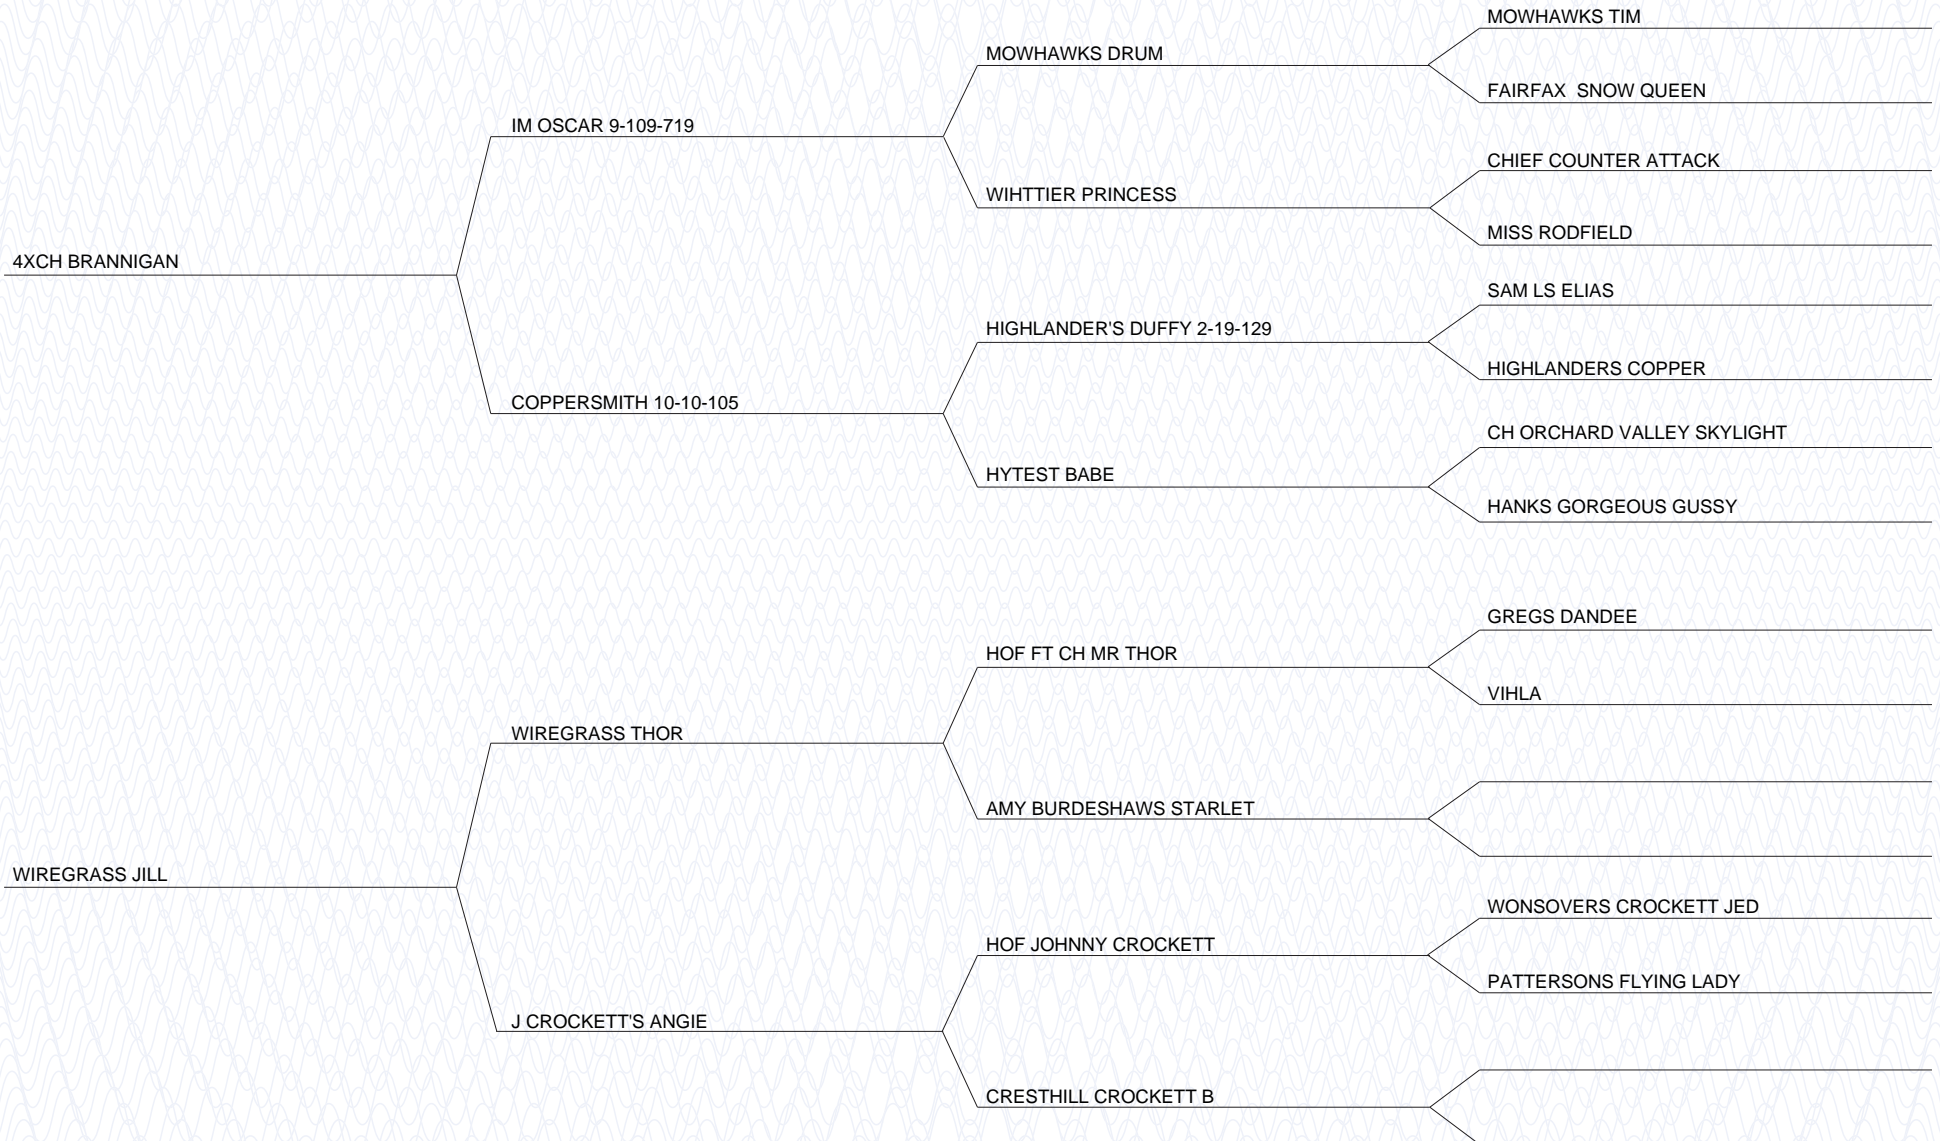 MOWHAWKS TIM
MOWHAWKS DRUM
FAIRFAX  SNOW QUEEN
IM OSCAR 9-109-719
CHIEF COUNTER ATTACK
WIHTTIER PRINCESS
MISS RODFIELD
4XCH BRANNIGAN
SAM LS ELIAS
HIGHLANDER'S DUFFY 2-19-129
HIGHLANDERS COPPER
COPPERSMITH 10-10-105
CH ORCHARD VALLEY SKYLIGHT
HYTEST BABE
HANKS GORGEOUS GUSSY
GREGS DANDEE
HOF FT CH MR THOR
VIHLA
WIREGRASS THOR
AMY BURDESHAWS STARLET
WIREGRASS JILL
WONSOVERS CROCKETT JED
HOF JOHNNY CROCKETT
PATTERSONS FLYING LADY
J CROCKETT'S ANGIE
CRESTHILL CROCKETT B